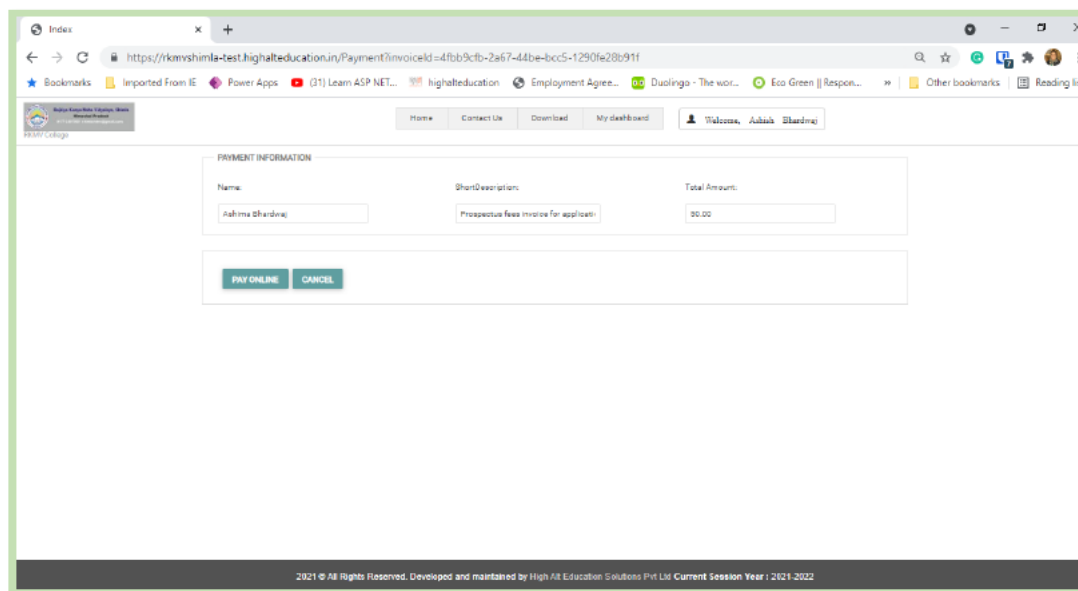 Index
https://rkmvshimla-test.highalteducation.in/Payment?invoiceId=4fbb9cfb-2a67-44be-bcc5-1290fe28b91f
Bookmarks Imported From IE Power Apps (31) Learn ASP NET... highalteducation Employment Agree... Duolingo - The wor... Eco Green || Respon... » Other bookmarks Reading li
RKMV College
Home Contact Us Download My dashboard Welcome, Ashish Bhardwaj
PAYMENT INFORMATION
Name: ShortDescription: Total Amount:
Ashima Bhardwaj Prospectus fees invoice for applicati 50.00
PAY ONLINE CANCEL
2021 © All Rights Reserved. Developed and maintained by High Alt Education Solutions Pvt Ltd Current Session Year : 2021-2022